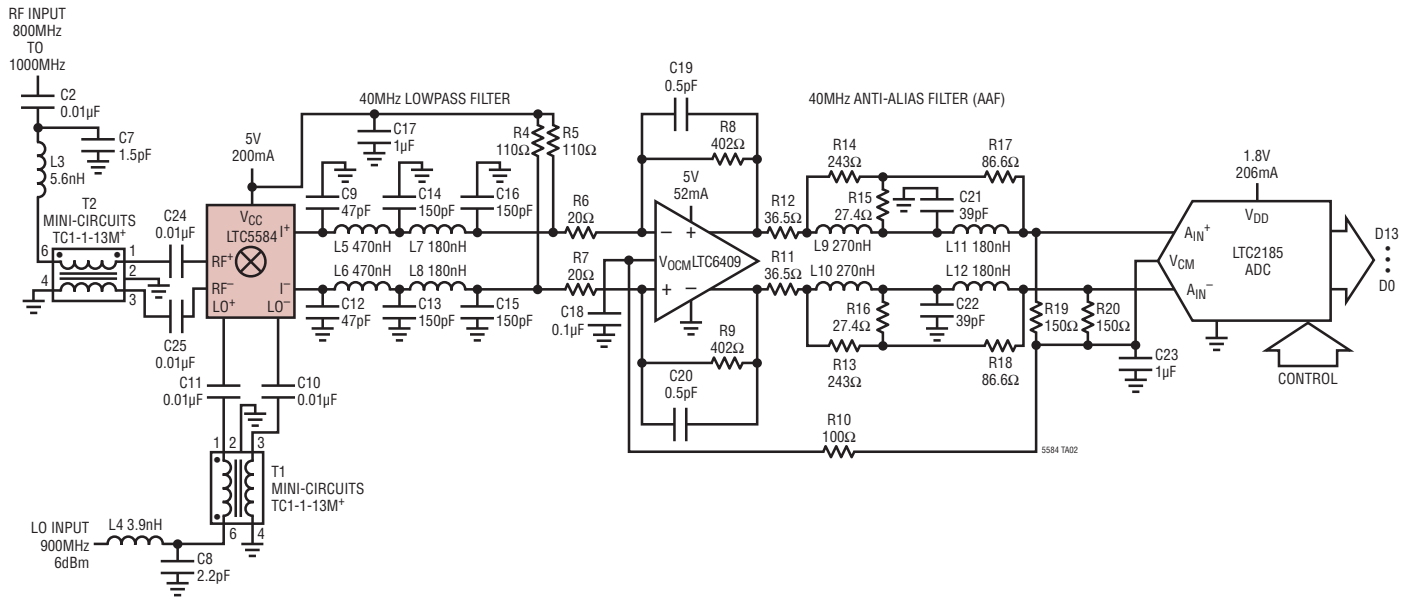 RF INPUT
800MHz
TO
1000MHz
C2
0.01µF
C7
1.5pF
L3
5.6nH
T2
MINI-CIRCUITS
TC1-1-13M+
6
4
1
2
3
C24
0.01µF
C25
0.01µF
5V
200mA
VCC
LTC5584
I+
RF+
RF−
I−
LO+
LO−
C11
0.01µF
C10
0.01µF
1
2
3
6
4
T1
MINI-CIRCUITS
TC1-1-13M+
LO INPUT
900MHz
6dBm
L4 3.9nH
C8
2.2pF
40MHz LOWPASS FILTER
C17
1µF
R4
110Ω
R5
110Ω
C9
47pF
C14
150pF
C16
150pF
L5 470nH
L7 180nH
L6 470nH
L8 180nH
C12
47pF
C13
150pF
C15
150pF
R6
20Ω
R7
20Ω
C18
0.1µF
C19
0.5pF
R8
402Ω
5V
52mA
− +
VOCM
LTC6409
+ −
R9
402Ω
C20
0.5pF
40MHz ANTI-ALIAS FILTER (AAF)
R12
36.5Ω
R11
36.5Ω
R14
243Ω
R17
86.6Ω
R15
27.4Ω
C21
39pF
L9 270nH
L11 180nH
L10 270nH
L12 180nH
R16
27.4Ω
C22
39pF
R13
243Ω
R18
86.6Ω
R19
150Ω
R20
150Ω
R10
100Ω
C23
1µF
5584 TA02
1.8V
206mA
VDD
AIN+
VCM
AIN−
LTC2185
ADC
D13
D0
CONTROL